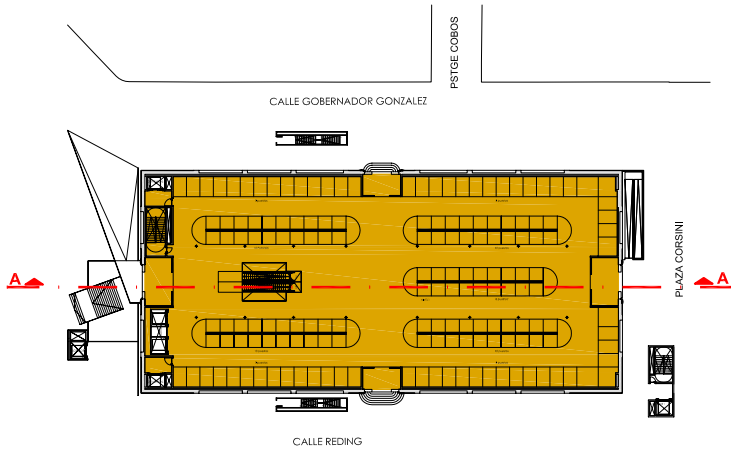 PSTGE COBOS
CALLE GOBERNADOR GONZALEZ
PLAZA CORSINI
A
A
CALLE REDING